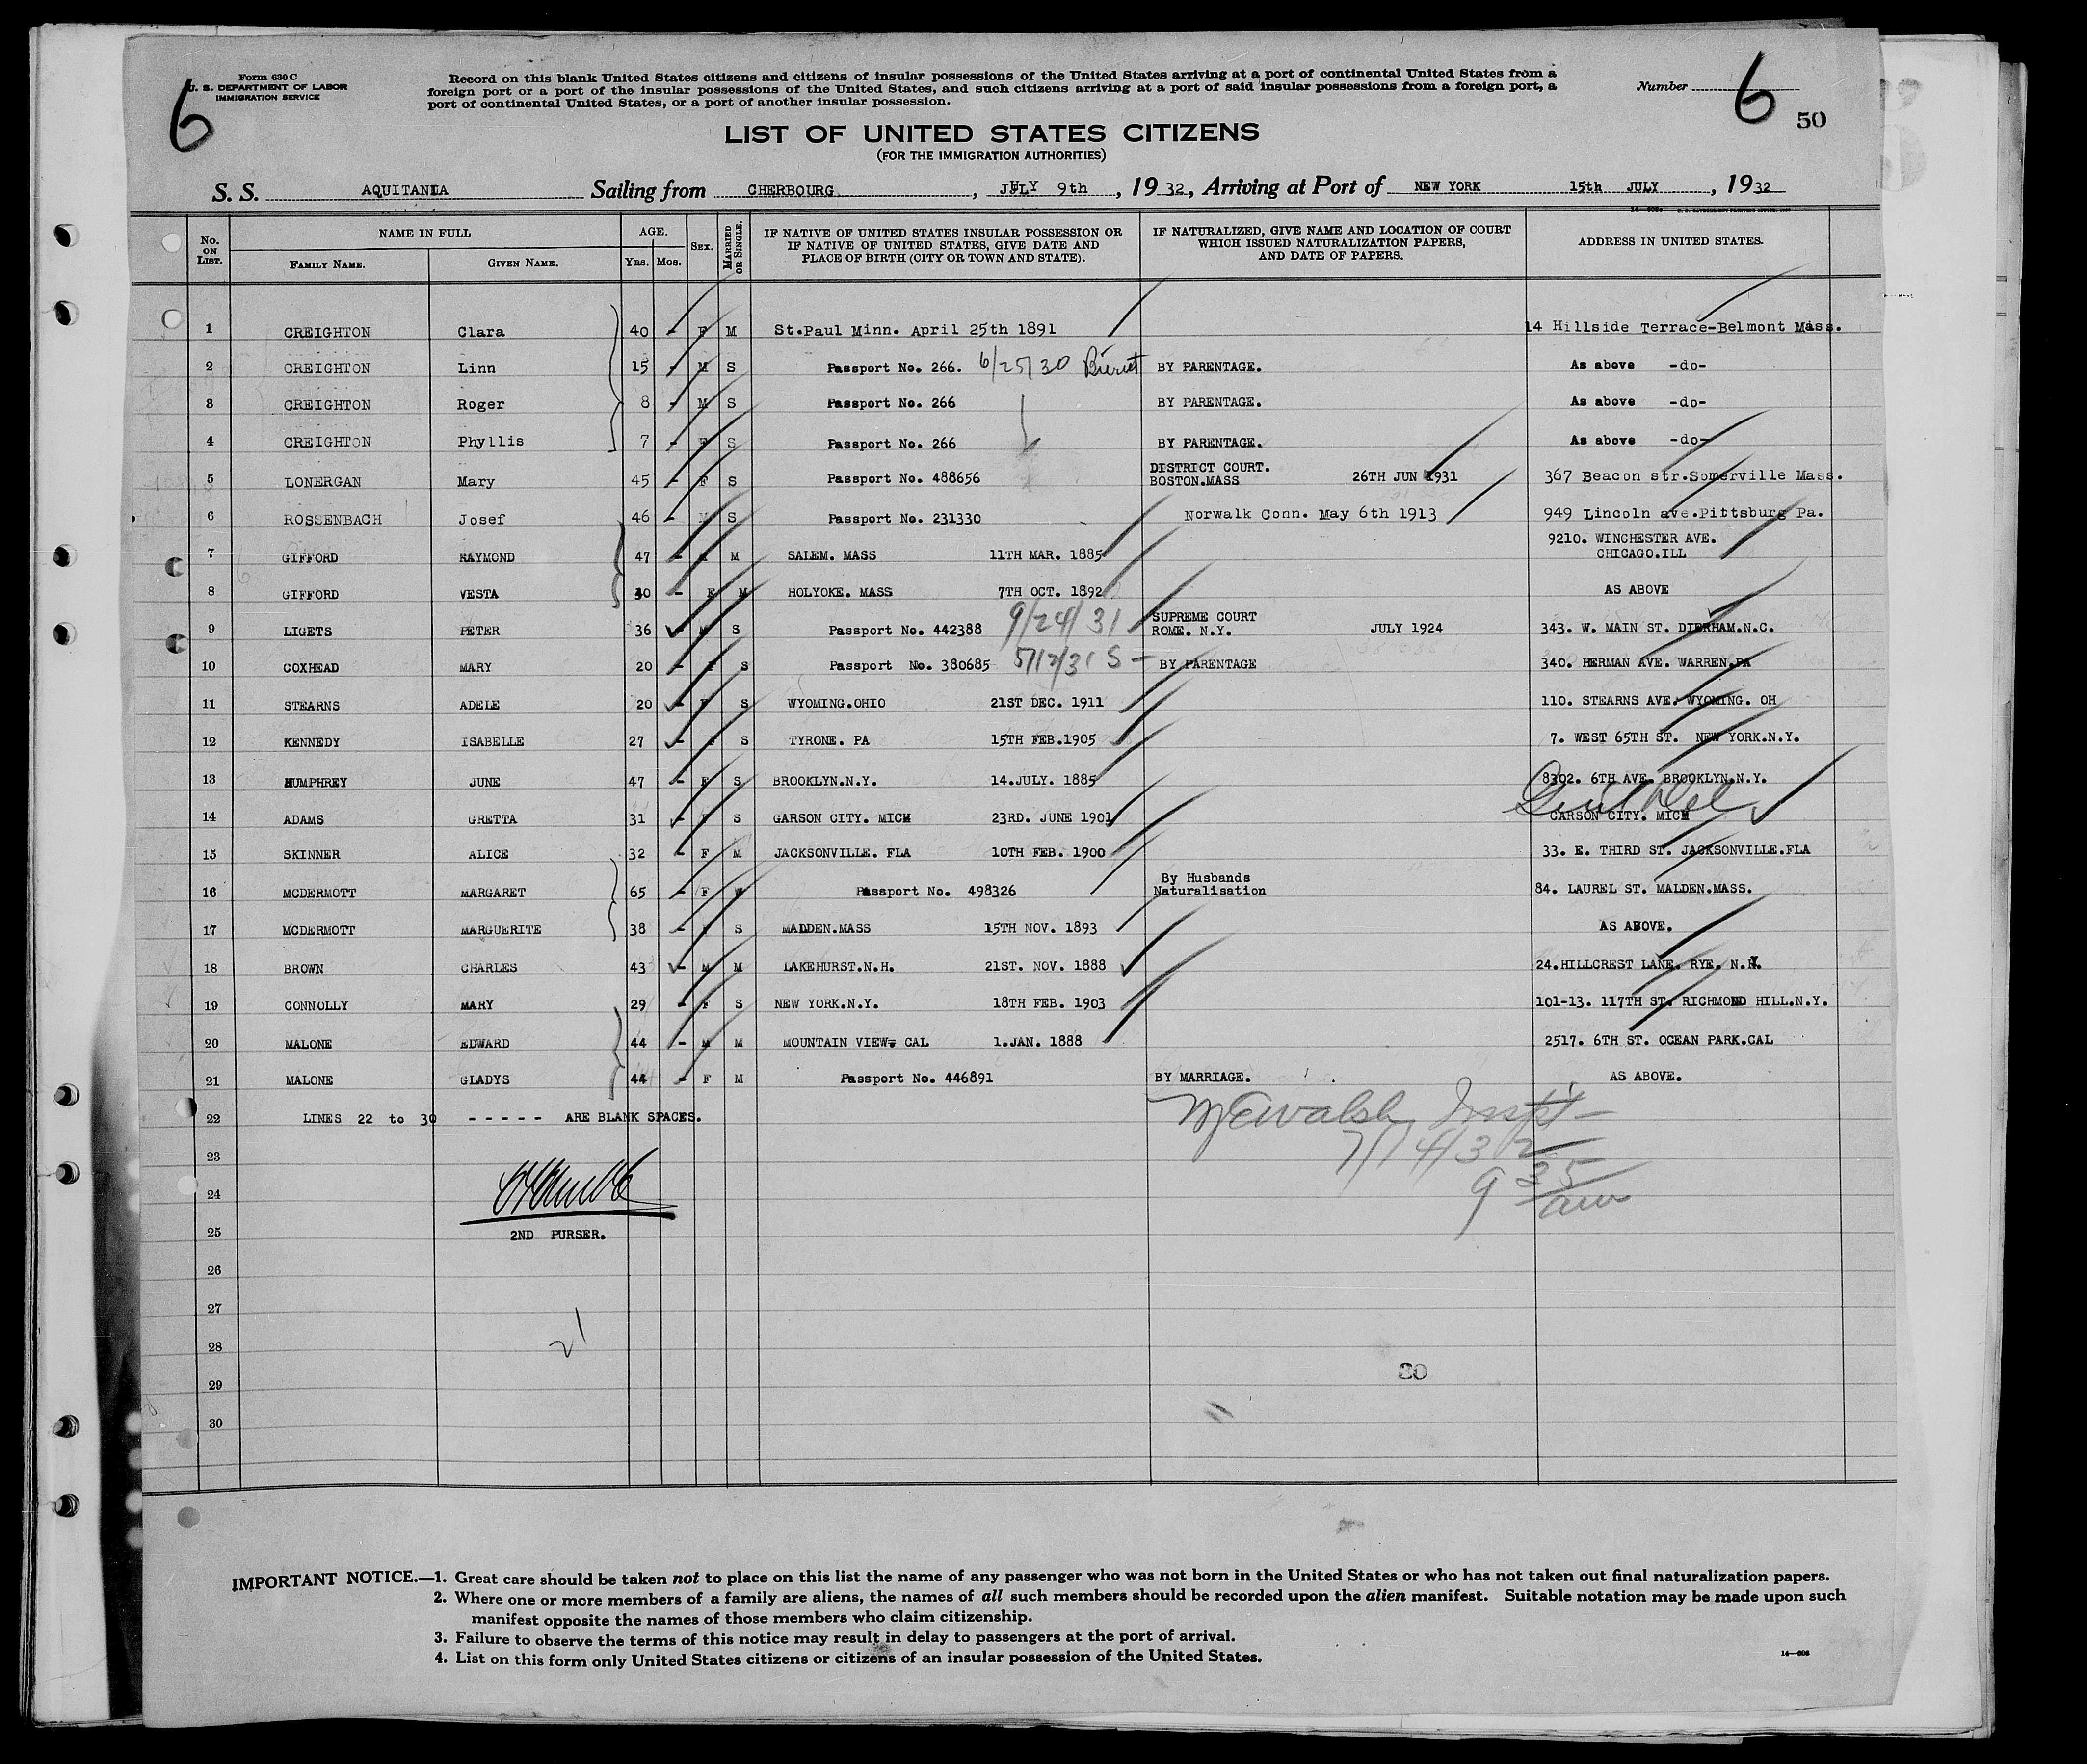 6
Form 630 C
U. S. DEPARTMENT OF LABOR
IMMIGRATION SERVICE
Record on this blank United States citizens and citizens of insular possessions of the United States arriving at a port of continental United States from a
foreign port or a port of the insular possessions of the United States, and such citizens arriving at a port of said insular possessions from a foreign port, a
port of continental United States, or a port of another insular possession.
Number 6
50
LIST OF UNITED STATES CITIZENS
(FOR THE IMMIGRATION AUTHORITIES)
S. S. AQUITANIA Sailing from CHERBOURG , JULY 9th , 1932, Arriving at Port of NEW YORK 15th JULY , 1932
No. ON LIST. NAME IN FULL FAMILY NAME. GIVEN NAME. AGE. YRS. MOS. SEX. MARRIED OR SINGLE. IF NATIVE OF UNITED STATES INSULAR POSSESSION OR IF NATIVE OF UNITED STATES, GIVE DATE AND PLACE OF BIRTH (CITY OR TOWN AND STATE). IF NATURALIZED, GIVE NAME AND LOCATION OF COURT WHICH ISSUED NATURALIZATION PAPERS, AND DATE OF PAPERS. ADDRESS IN UNITED STATES.
1 CREIGHTON Clara 40 - F M St.Paul Minn. April 25th 1891 14 Hillside Terrace-Belmont Mass.
2 CREIGHTON Linn 15 - M S Passport No. 266. 6/25/30 BY PARENTAGE. As above -do-
3 CREIGHTON Roger 8 - M S Passport No. 266 BY PARENTAGE. As above -do-
4 CREIGHTON Phyllis 7 - F S Passport No. 266 BY PARENTAGE. As above -do-
5 LONERGAN Mary 45 - F S Passport No. 488656 DISTRICT COURT. BOSTON.MASS 26TH JUN 1931 367 Beacon str.Somerville Mass.
6 ROSSENBACH Josef 46 - M S Passport No. 231330 Norwalk Conn. May 6th 1913 949 Lincoln ave.Pittsburg Pa.
7 GIFFORD RAYMOND 47 - M SALEM. MASS 11TH MAR. 1885 9210. WINCHESTER AVE. CHICAGO.ILL
8 GIFFORD VESTA 30 - F M HOLYOKE. MASS 7TH OCT. 1892 AS ABOVE
9 LIGETS PETER 36 - M S Passport No. 442388 9/24/31 SUPREME COURT ROME. N.Y. JULY 1924 343. W. MAIN ST. DIERHAM.N.C.
10 COXHEAD MARY 20 - F S Passport No. 380685 5/12/31 S - BY PARENTAGE 340. HERMAN AVE. WARREN.PA
11 STEARNS ADELE 20 - F S WYOMING.OHIO 21ST DEC. 1911 110. STEARNS AVE. WYOMING. OH
12 KENNEDY ISABELLE 27 - F S TYRONE. PA 15TH FEB.1905 7. WEST 65TH ST. NEW YORK.N.Y.
13 HUMPHREY JUNE 47 - F S BROOKLYN.N.Y. 14.JULY. 1885 8302. 6TH AVE. BROOKLYN.N.Y.
14 ADAMS GRETTA 31 - F S GARSON CITY. MICH 23RD. JUNE 1901 CARSON CITY. MICH
15 SKINNER ALICE 32 - F M JACKSONVILLE. FLA 10TH FEB. 1900 33. E. THIRD ST. JACKSONVILLE.FLA
16 MCDERMOTT MARGARET 65 - F W Passport No. 498326 By Husbands Naturalisation 84. LAUREL ST. MALDEN.MASS.
17 MCDERMOTT MARGUERITE 38 - F S MADDEN.MASS 15TH NOV. 1893 AS ABOVE.
18 BROWN CHARLES 43 - M M LAKEHURST.N.H. 21ST. NOV. 1888 24.HILLCREST LANE. RYE. N.Y.
19 CONNOLLY MARY 29 - F S NEW YORK.N.Y. 18TH FEB. 1903 101-13. 117TH ST. RICHMOND HILL.N.Y.
20 MALONE EDWARD 44 - M M MOUNTAIN VIEW. CAL 1.JAN. 1888 2517. 6TH ST. OCEAN PARK.CAL
21 MALONE GLADYS 44 - F M Passport No. 446891 BY MARRIAGE. AS ABOVE.
22 LINES 22 to 30 - - - - - ARE BLANK SPACES.
McWalsh Inspt-
23
7/14/32
24
9 35 am
25 2ND PURSER.
26
27
21
28
29
30
30
IMPORTANT NOTICE.—1. Great care should be taken not to place on this list the name of any passenger who was not born in the United States or who has not taken out final naturalization papers.
2. Where one or more members of a family are aliens, the names of all such members should be recorded upon the alien manifest. Suitable notation may be made upon such
manifest opposite the names of those members who claim citizenship.
3. Failure to observe the terms of this notice may result in delay to passengers at the port of arrival.
4. List on this form only United States citizens or citizens of an insular possession of the United States.
14—606